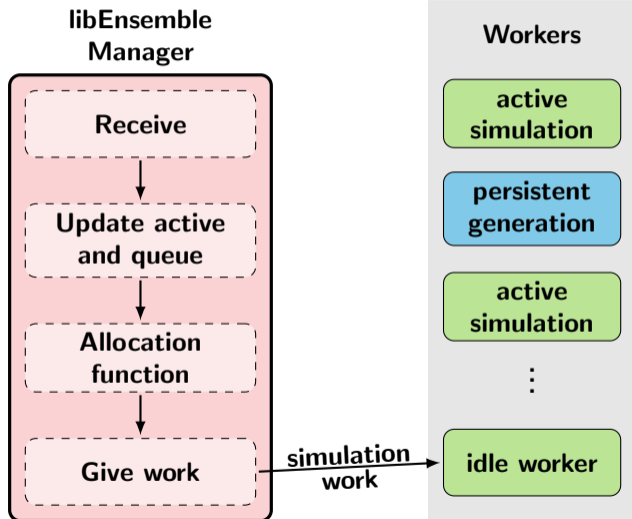 libEnsemble
Manager
Receive
Update active
and queue
Allocation
function
Give work
simulation
work
Workers
active
simulation
persistent
generation
active
simulation
⋮
idle worker